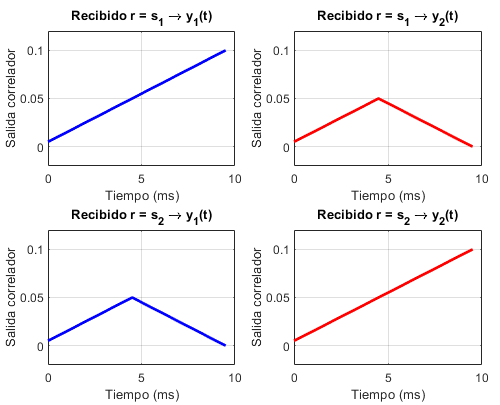 Recibido r = s₁ → y₁(t)
Salida correlador
0.1
0.05
0
0
5
10
Tiempo (ms)
Recibido r = s₁ → y₂(t)
Salida correlador
0.1
0.05
0
0
5
10
Tiempo (ms)
Recibido r = s₂ → y₁(t)
Salida correlador
0.1
0.05
0
0
5
10
Tiempo (ms)
Recibido r = s₂ → y₂(t)
Salida correlador
0.1
0.05
0
0
5
10
Tiempo (ms)